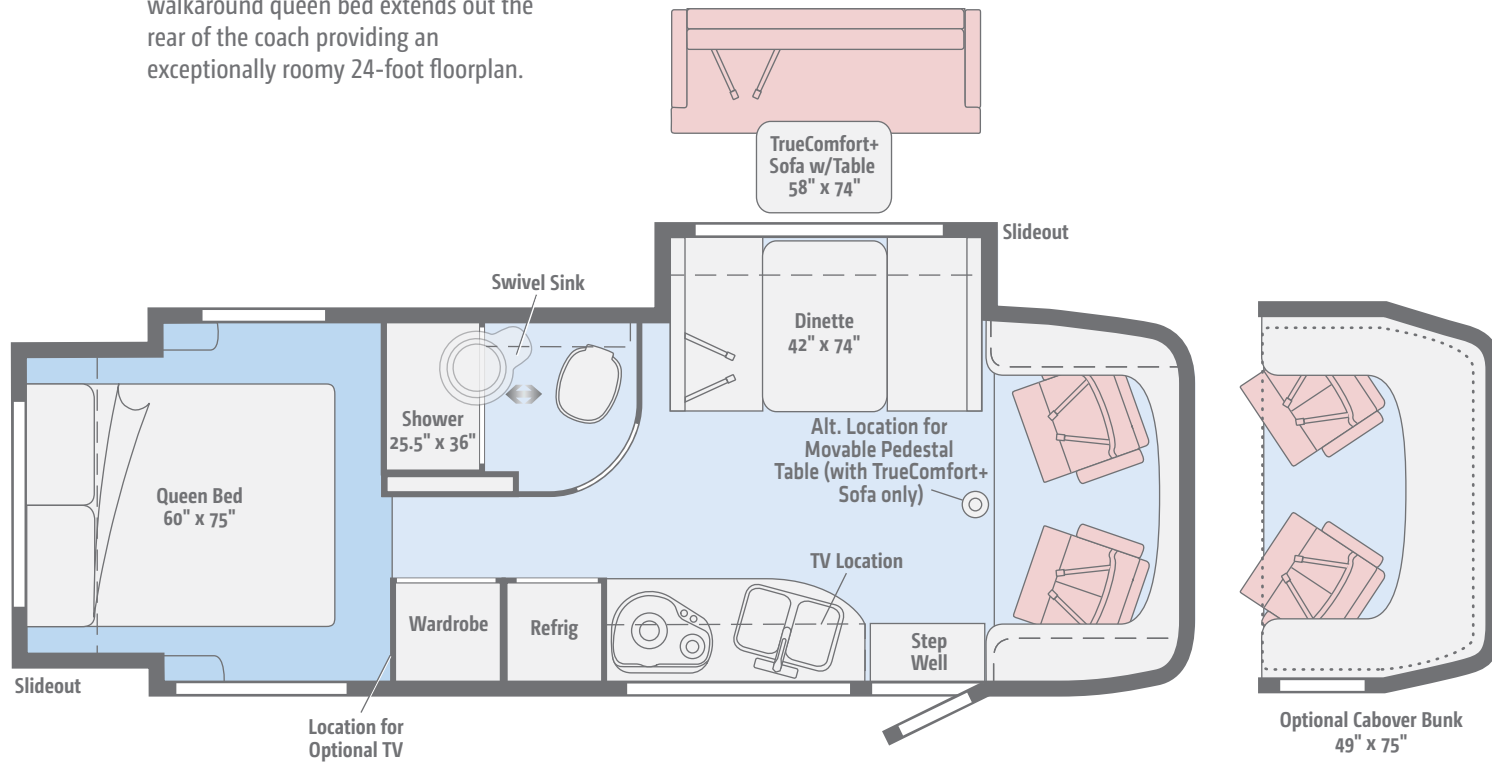 walkaround queen bed extends out the
rear of the coach providing an
exceptionally roomy 24-foot floorplan.
TrueComfort+
Sofa w/Table
58" x 74"
Slideout
Swivel Sink
Dinette
42" x 74"
Shower
25.5" x 36"
Alt. Location for
Movable Pedestal
Table (with TrueComfort+
Sofa only)
Queen Bed
60" x 75"
TV Location
Wardrobe
Refrig
Step
Well
Slideout
Location for
Optional TV
Optional Cabover Bunk
49" x 75"